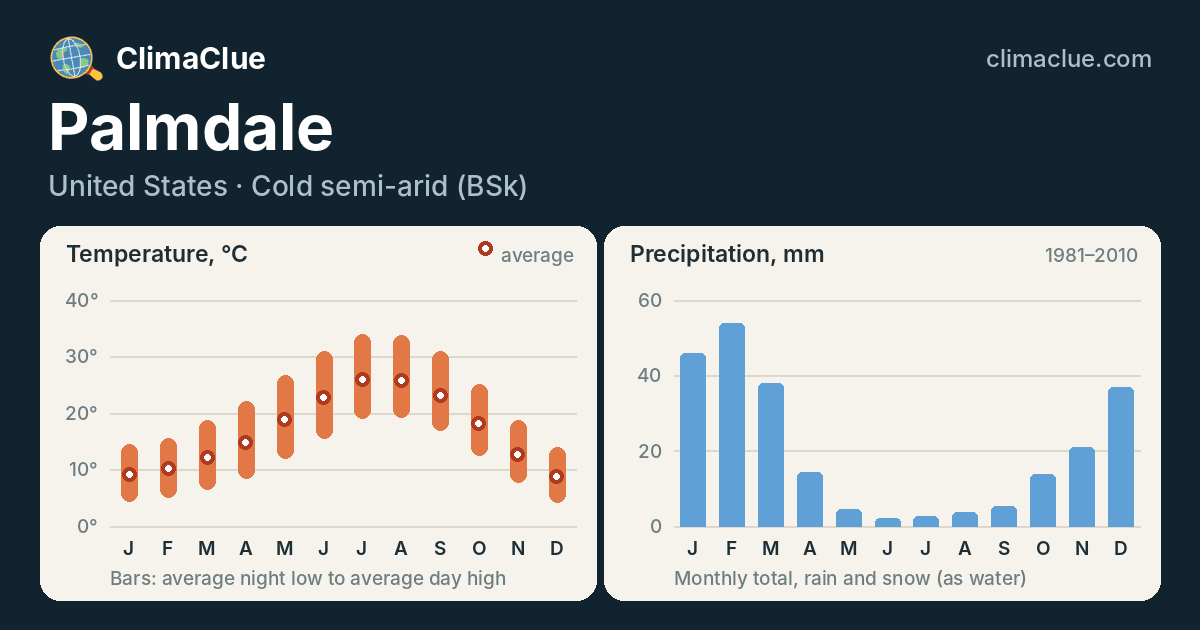 ClimaClue
climaclue.com
Palmdale
United States · Cold semi-arid (BSk)
Temperature, °C
average
40°
30°
20°
10°
0°
J F M A M J J A S O N D
Bars: average night low to average day high
Precipitation, mm
1981–2010
60
40
20
0
J F M A M J J A S O N D
Monthly total, rain and snow (as water)